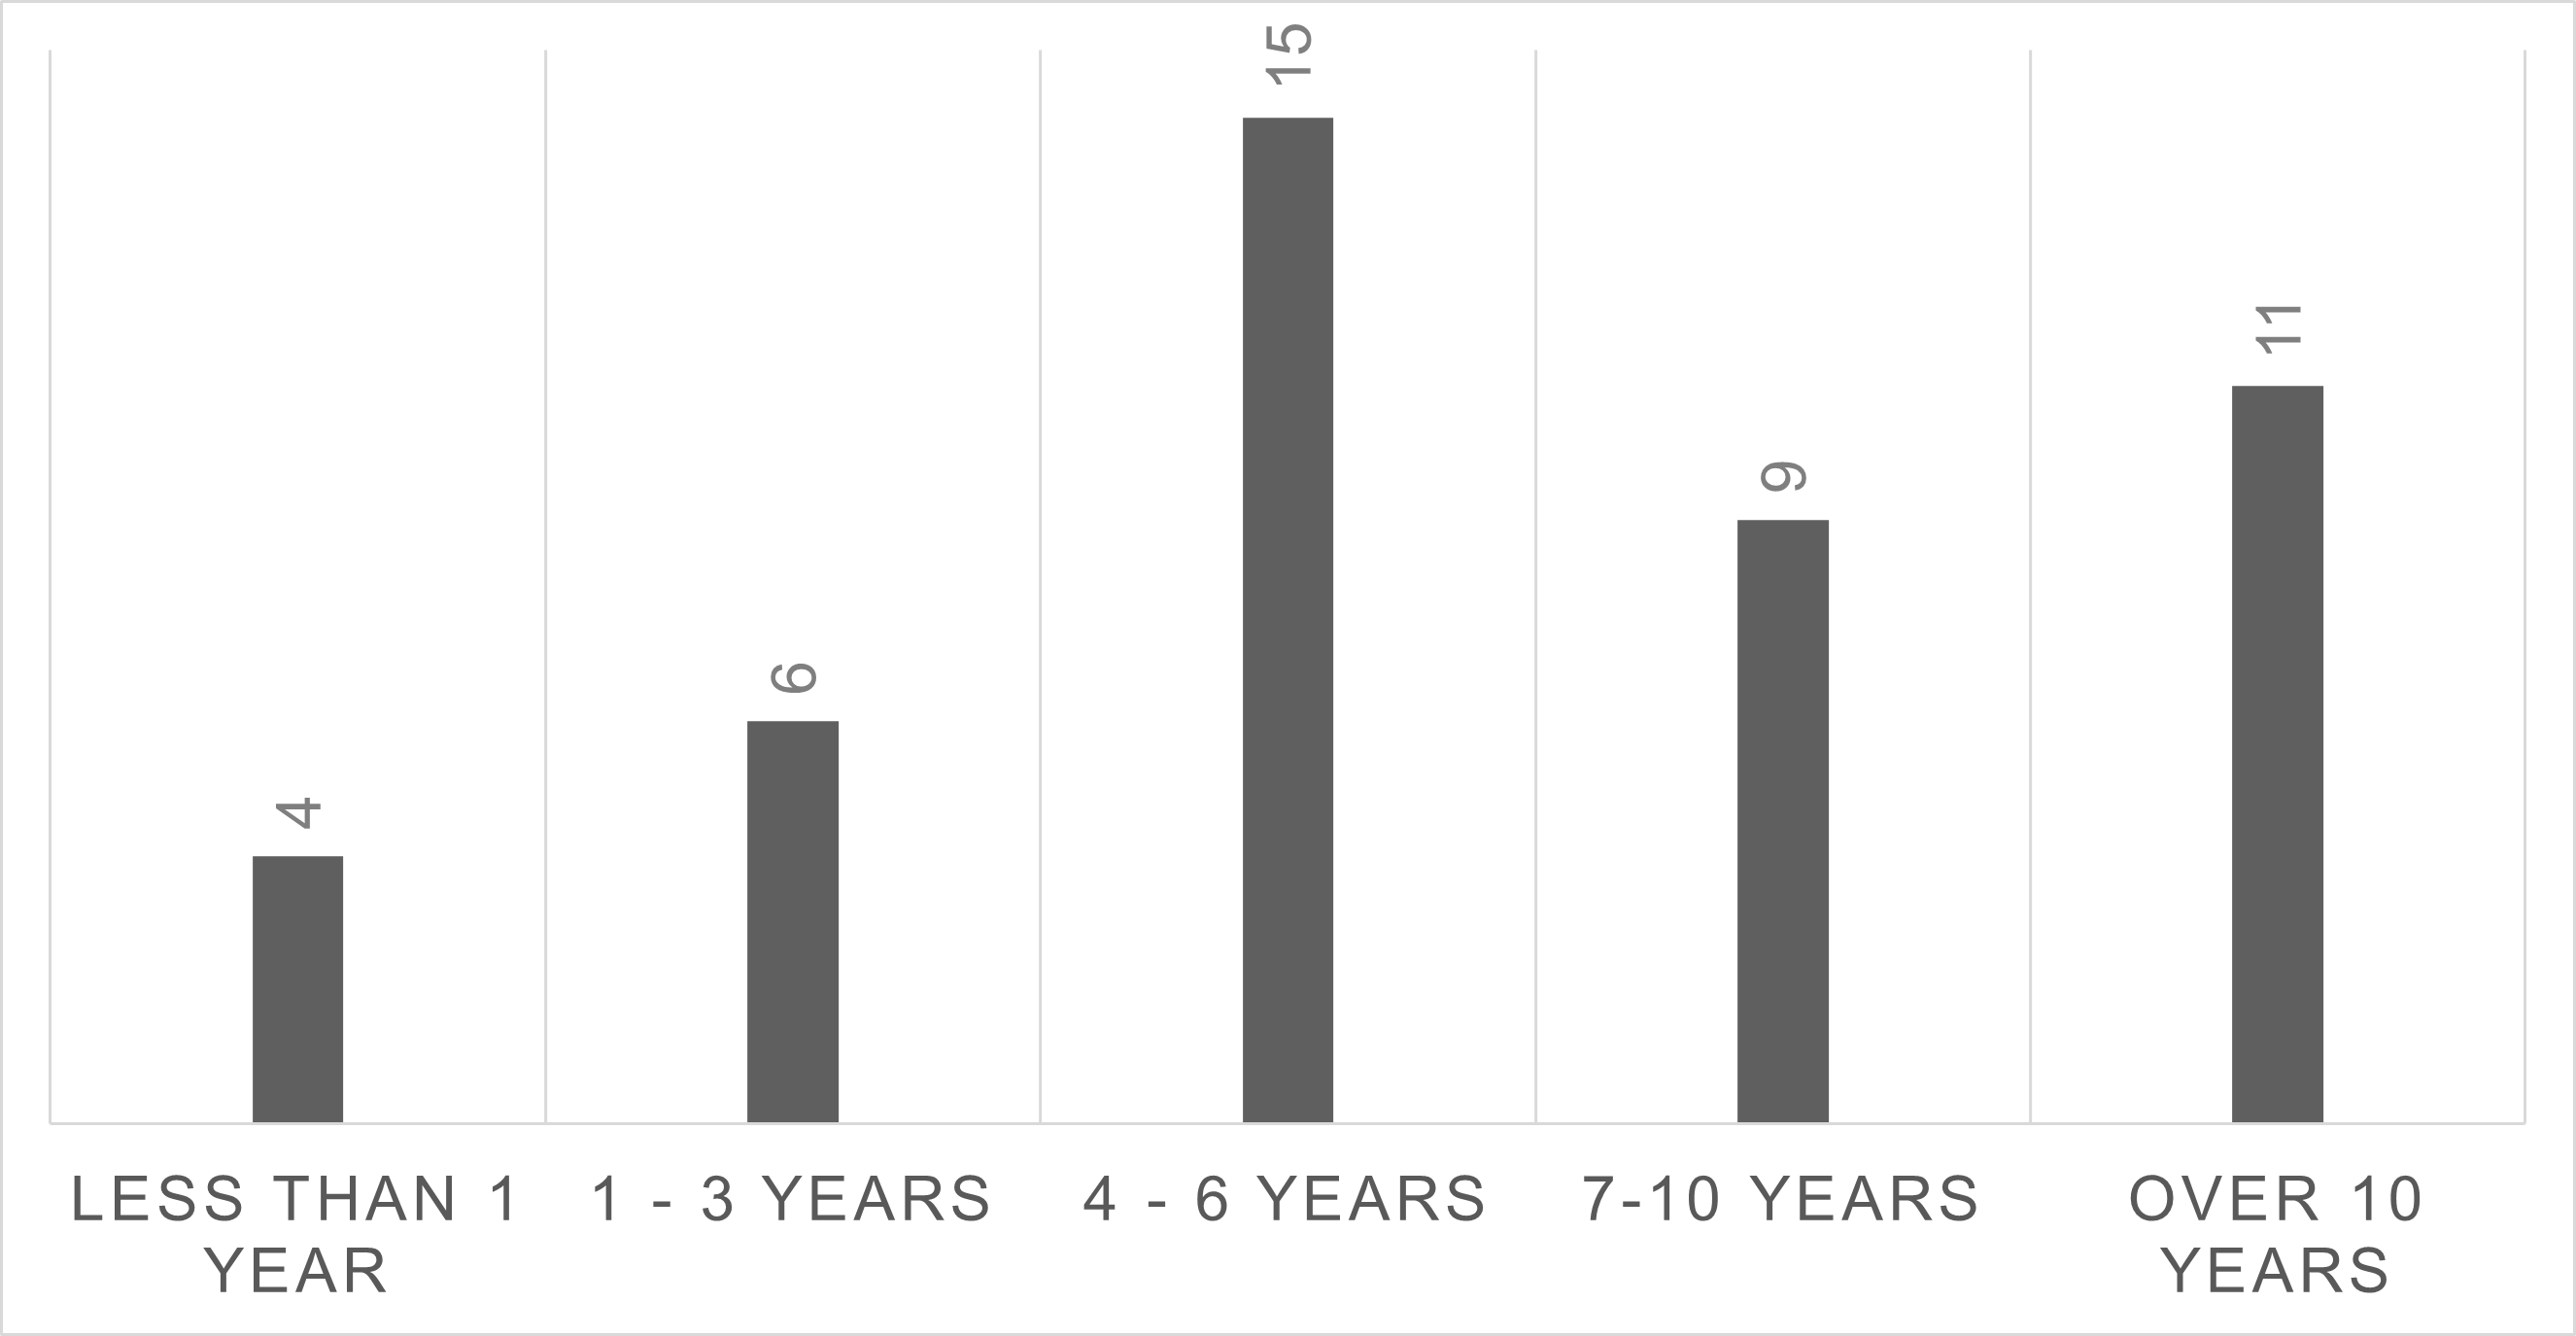 4
6
15
9
11
LESS THAN 1
YEAR
1 - 3 YEARS
4 - 6 YEARS
7-10 YEARS
OVER 10
YEARS